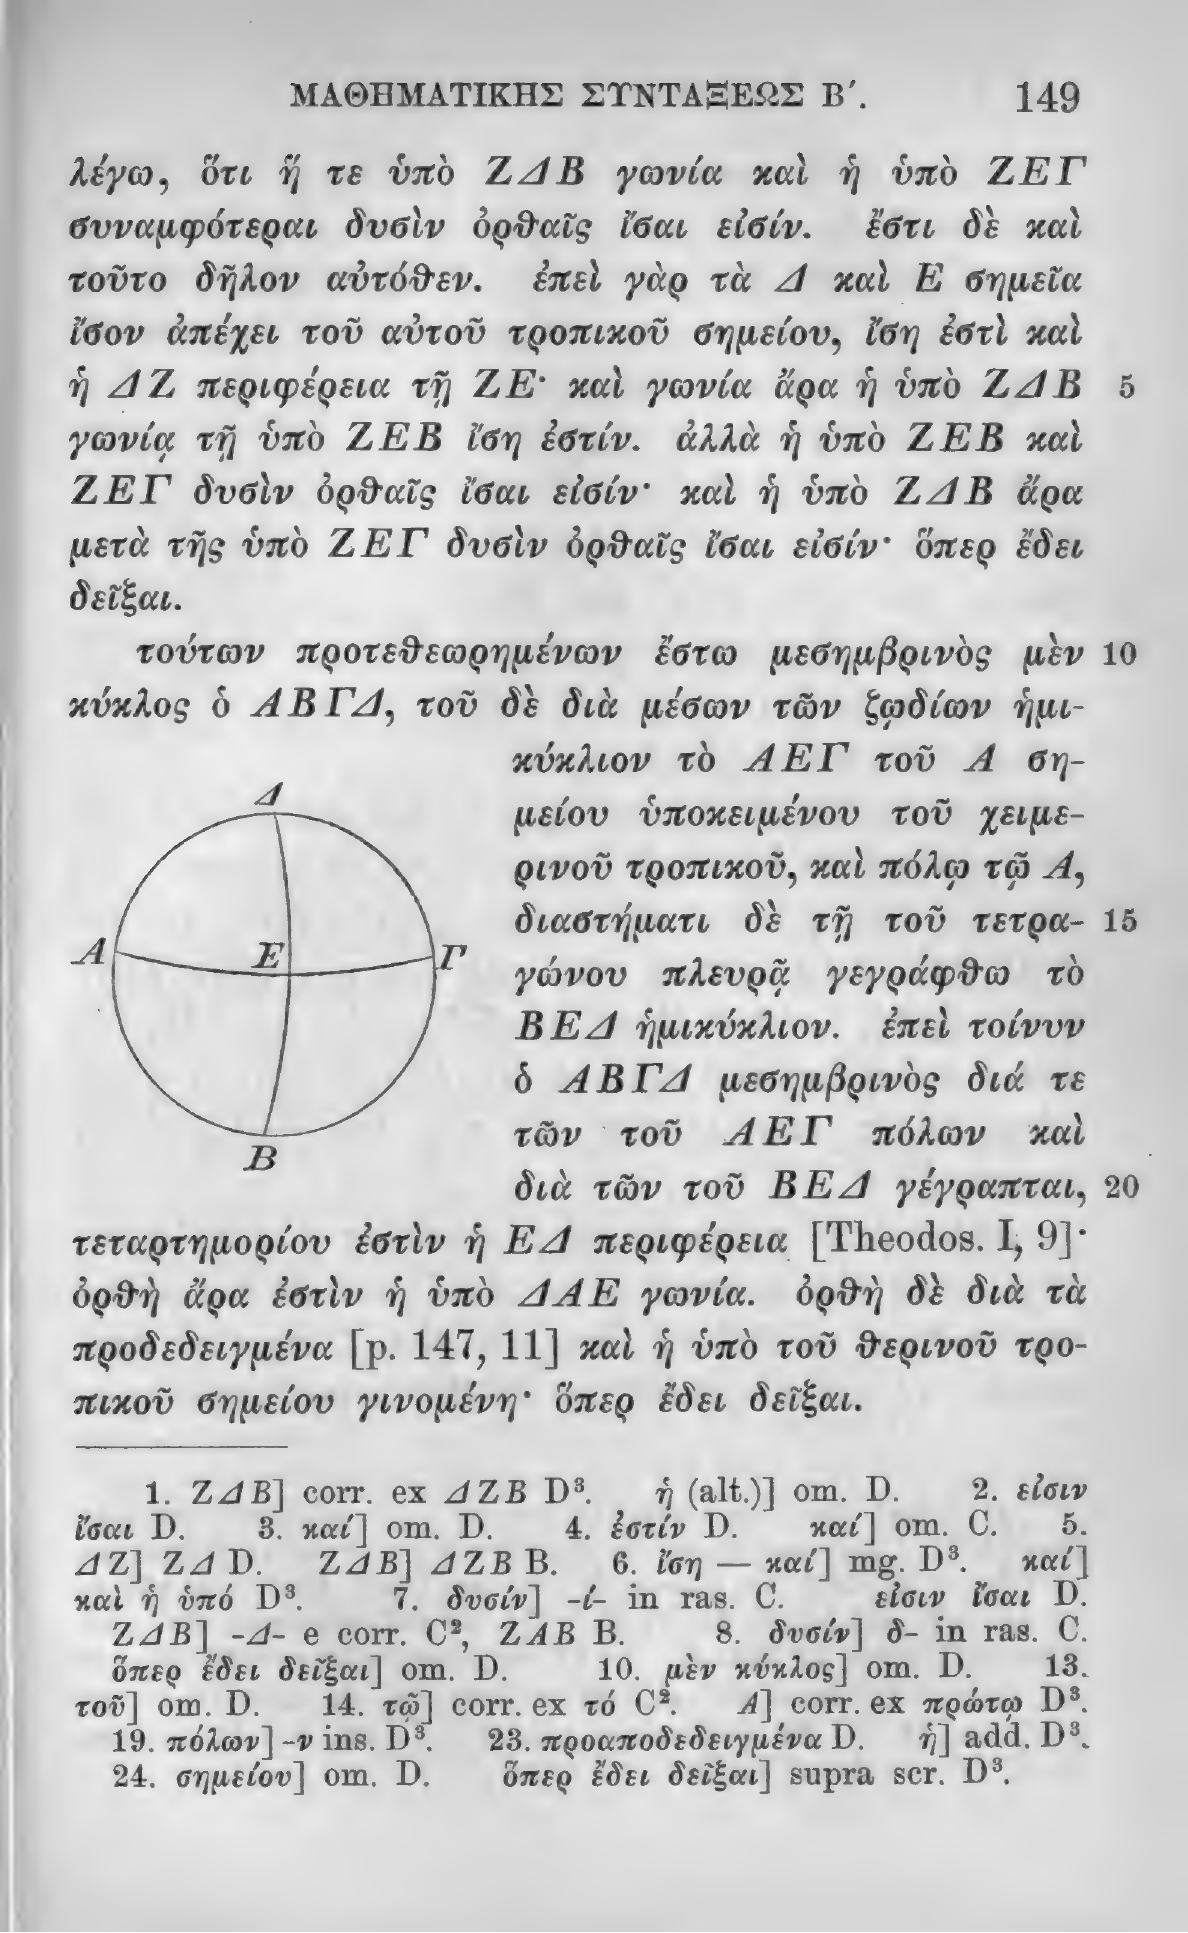 ΜΑΘΗΜΑΤΙΚΗΣ ΣΥΝΤΑΞΕΩΣ Β΄. 149
λέγω, ὅτι ἥ τε ὑπὸ ΖΔΒ γωνία καὶ ἡ ὑπὸ ΖΕΓ
συναμφότεραι δυσὶν ὀρθαῖς ἴσαι εἰσίν. ἔστι δὲ καὶ
τοῦτο δῆλον αὐτόθεν. ἐπεὶ γὰρ τὰ Δ καὶ Ε σημεῖα
ἴσον ἀπέχει τοῦ αὐτοῦ τροπικοῦ σημείου, ἴση ἐστὶ καὶ
ἡ ΔΖ περιφέρεια τῇ ΖΕ· καὶ γωνία ἄρα ἡ ὑπὸ ΖΔΒ 5
γωνίᾳ τῇ ὑπὸ ΖΕΒ ἴση ἐστίν. ἀλλὰ ἡ ὑπὸ ΖΕΒ καὶ
ΖΕΓ δυσὶν ὀρθαῖς ἴσαι εἰσίν· καὶ ἡ ὑπὸ ΖΔΒ ἄρα
μετὰ τῆς ὑπὸ ΖΕΓ δυσὶν ὀρθαῖς ἴσαι εἰσίν· ὅπερ ἔδει
δεῖξαι.
τούτων προτεθεωρημένων ἔστω μεσημβρινὸς μὲν 10
κύκλος ὁ ΑΒΓΔ, τοῦ δὲ διὰ μέσων τῶν ζῳδίων ἡμι-
κύκλιον τὸ ΑΕΓ τοῦ Α ση-
μείου ὑποκειμένου τοῦ χειμε-
ρινοῦ τροπικοῦ, καὶ πόλῳ τῷ Α,
διαστήματι δὲ τῇ τοῦ τετρα- 15
γώνου πλευρᾷ γεγράφθω τὸ
ΒΕΔ ἡμικύκλιον. ἐπεὶ τοίνυν
ὁ ΑΒΓΔ μεσημβρινὸς διά τε
τῶν τοῦ ΑΕΓ πόλων καὶ
διὰ τῶν τοῦ ΒΕΔ γέγραπται, 20
Δ
Α
Ε
Γ
Β
τεταρτημορίου ἐστὶν ἡ ΕΔ περιφέρεια [Theodos. I, 9]·
ὀρθὴ ἄρα ἐστὶν ἡ ὑπὸ ΔΑΕ γωνία. ὀρθὴ δὲ διὰ τὰ
προδεδειγμένα [p. 147, 11] καὶ ἡ ὑπὸ τοῦ θερινοῦ τρο-
πικοῦ σημείου γινομένη· ὅπερ ἔδει δεῖξαι.
1. ΖΔΒ] corr. ex ΔΖΒ D³. ἡ (alt.)] om. D. 2. εἰσιν
ἴσαι D. 3. καί] om. D. 4. ἐστίν D. καί] om. C. 5.
ΔΖ] ΖΔ D. ΖΔΒ] ΔΖΒ B. 6. ἴση — καί] mg. D³. καί]
καὶ ἡ ὑπό D³. 7. δυσίν] -ί- in ras. C. εἰσιν ἴσαι D.
ΖΔΒ] -Δ- e corr. C², ΖΑΒ B. 8. δυσίν] δ- in ras. C.
ὅπερ ἔδει δεῖξαι] om. D. 10. μὲν κύκλος] om. D. 13.
τοῦ] om. D. 14. τῷ] corr. ex τό C². Α] corr. ex πρώτῳ D³.
19. πόλων] -ν ins. D³. 23. προαποδεδειγμένα D. ἡ] add. D³.
24. σημείου] om. D. ὅπερ ἔδει δεῖξαι] supra scr. D³.